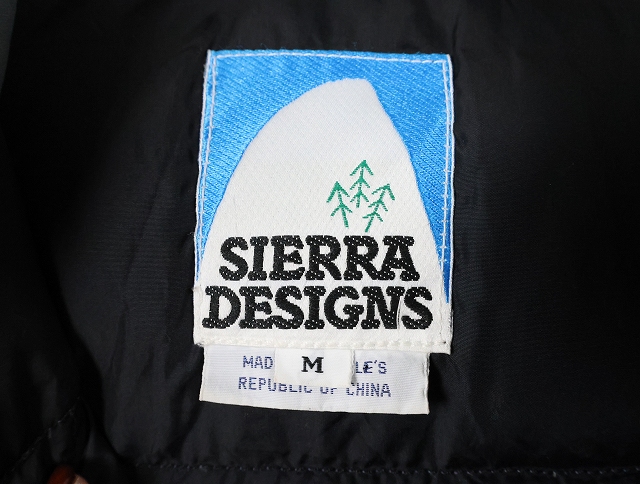 SIERRA
DESIGNS
MAD M LE'S
REPUBLIC OF CHINA